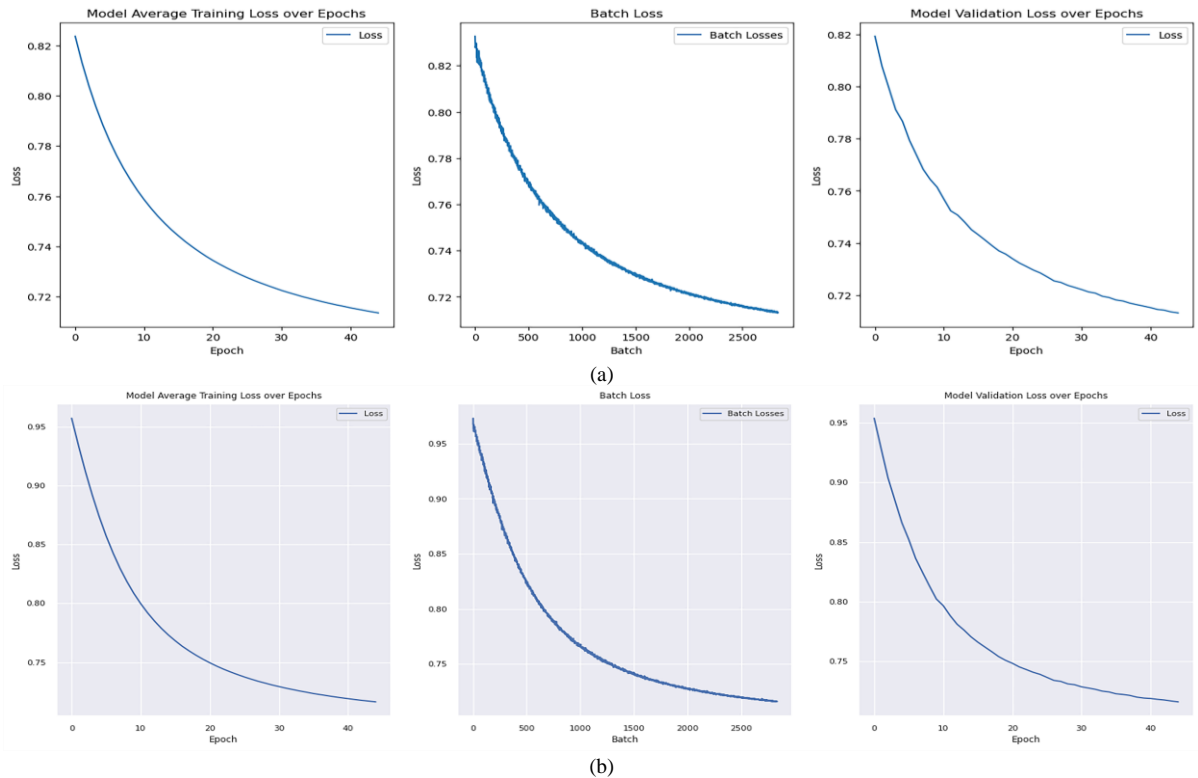 Model Average Training Loss over Epochs
Loss
0.82
0.80
0.78
0.76
0.74
0.72
Loss
0 10 20 30 40
Epoch
Batch Loss
Batch Losses
0.82
0.80
0.78
0.76
0.74
0.72
Loss
0 500 1000 1500 2000 2500
Batch
Model Validation Loss over Epochs
Loss
0.82
0.80
0.78
0.76
0.74
0.72
Loss
0 10 20 30 40
Epoch
(a)
Model Average Training Loss over Epochs
Loss
0.95
0.90
0.85
0.80
0.75
Loss
0 10 20 30 40
Epoch
Batch Loss
Batch Losses
0.95
0.90
0.85
0.80
0.75
Loss
0 500 1000 1500 2000 2500
Batch
Model Validation Loss over Epochs
Loss
0.95
0.90
0.85
0.80
0.75
Loss
0 10 20 30 40
Epoch
(b)